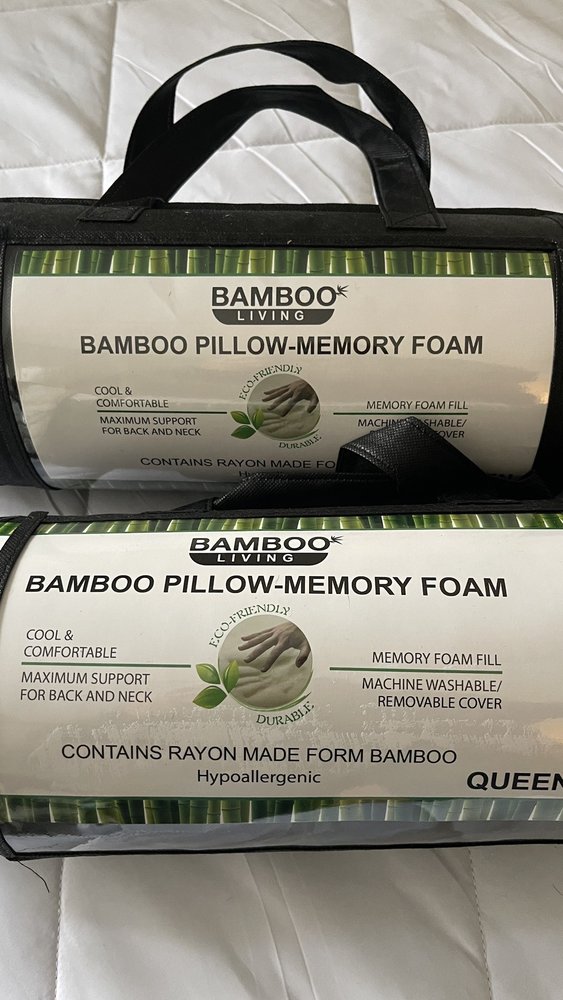 BAMBOO
LIVING
BAMBOO PILLOW-MEMORY FOAM
ECO-FRIENDLY
COOL &
COMFORTABLE
MAXIMUM SUPPORT
FOR BACK AND NECK
DURABLE
MEMORY FOAM FILL
CONTAINS RAYON MADE
BAMBOO
LIVING
BAMBOO PILLOW-MEMORY FOAM
ECO-FRIENDLY
COOL &
COMFORTABLE
MAXIMUM SUPPORT
FOR BACK AND NECK
DURABLE
MEMORY FOAM FILL
MACHINE WASHABLE/
REMOVABLE COVER
CONTAINS RAYON MADE FORM BAMBOO
Hypoallergenic
QUEEN